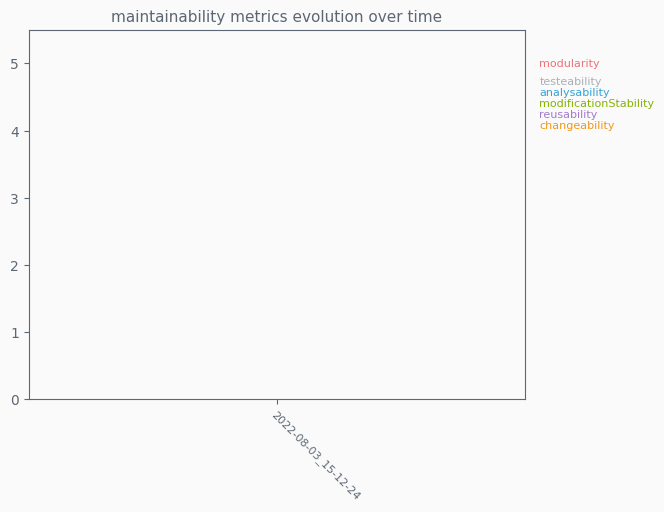 maintainability metrics evolution over time
5
4
3
2
1
0
modularity
testeability
analysability
modificationStability
reusability
changeability
2022-08-03_15-12-24